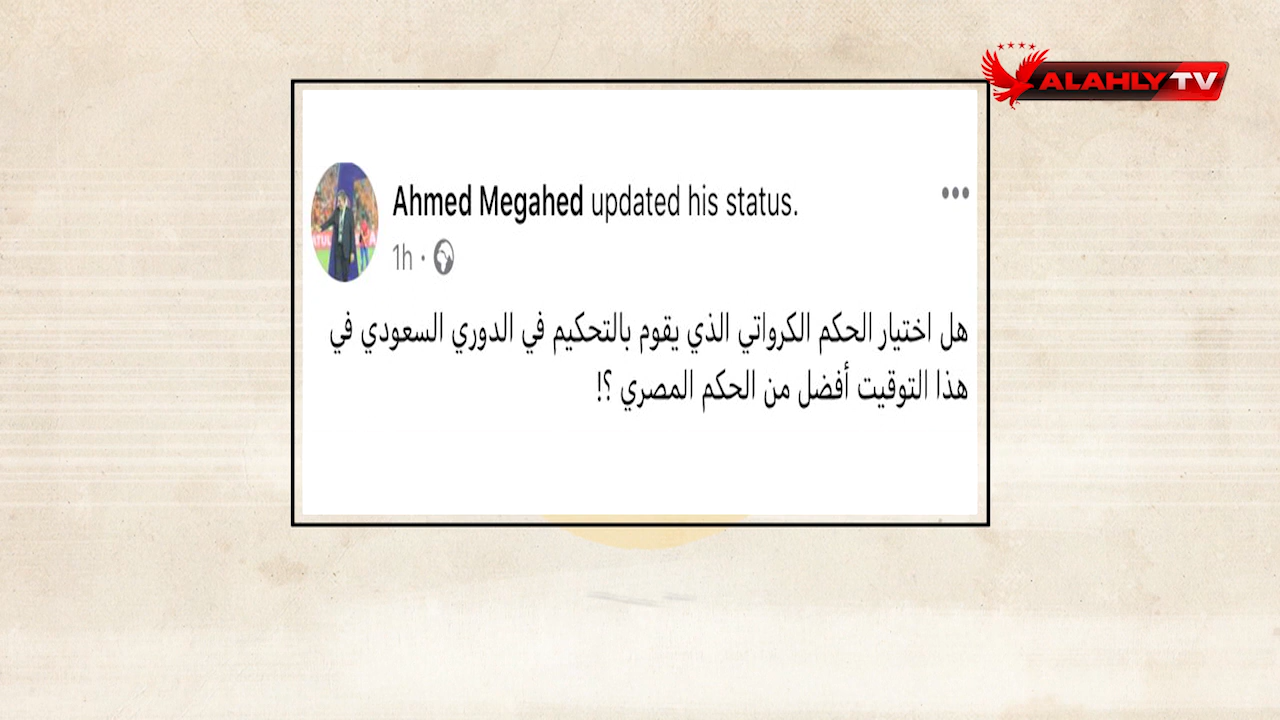 ALAHLY TV
Ahmed Megahed updated his status.
1h ·
هل اختيار الحكم الكرواتي الذي يقوم بالتحكيم في الدوري السعودي في
هذا التوقيت أفضل من الحكم المصري ؟!